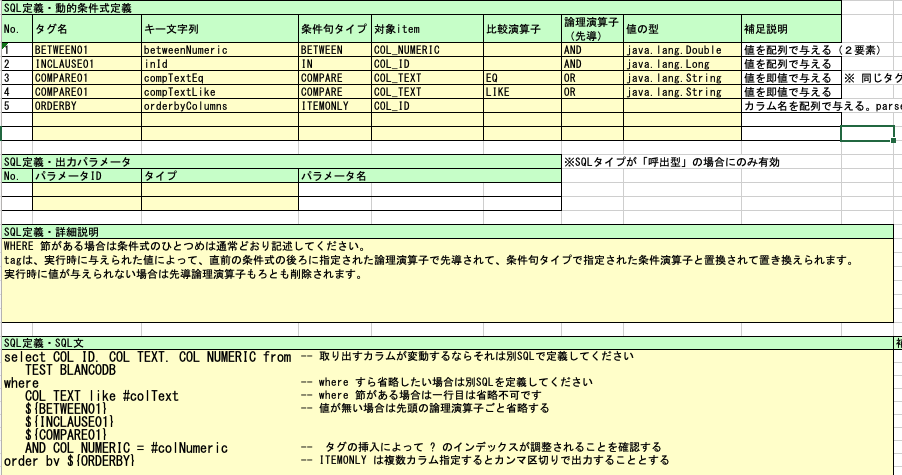 SQL定義・動的条件式定義
No. タグ名 キー文字列 条件句タイプ 対象item 比較演算子 論理演算子(先導) 値の型 補足説明
1 BETWEEN01 betweenNumeric BETWEEN COL_NUMERIC AND java.lang.Double 値を配列で与える(2要素)
2 INCLAUSE01 inId IN COL_ID AND java.lang.Long 値を配列で与える
3 COMPARE01 compTextEq COMPARE COL_TEXT EQ OR java.lang.String 値を即値で与える ※ 同じタグ
4 COMPARE01 compTextLike COMPARE COL_TEXT LIKE OR java.lang.String 値を即値で与える
5 ORDERBY orderbyColumns ITEMONLY COL_ID カラム名を配列で与える。parse
SQL定義・出力パラメータ ※SQLタイプが「呼出型」の場合にのみ有効
No. パラメータID タイプ パラメータ名
SQL定義・詳細説明
WHERE 節がある場合は条件式のひとつめは通常どおり記述してください。
tagは、実行時に与えられた値によって、直前の条件式の後ろに指定された論理演算子で先導されて、条件句タイプで指定された条件演算子と置換されて置き換えられます。
実行時に値が与えられない場合は先導論理演算子もろとも削除されます。
SQL定義・SQL文 補
select COL_ID, COL_TEXT, COL_NUMERIC from -- 取り出すカラムが変動するならそれは別SQLで定義してください
TEST_BLANCODB
where -- where すら省略したい場合は別SQLを定義してください
COL_TEXT like #colText -- where 節がある場合は一行目は省略不可です
${BETWEEN01} -- 値が無い場合は先頭の論理演算子ごと省略する
${INCLAUSE01}
${COMPARE01}
AND COL_NUMERIC = #colNumeric -- タグの挿入によって ? のインデックスが調整されることを確認する
order by ${ORDERBY} -- ITEMONLY は複数カラム指定するとカンマ区切りで出力することとする